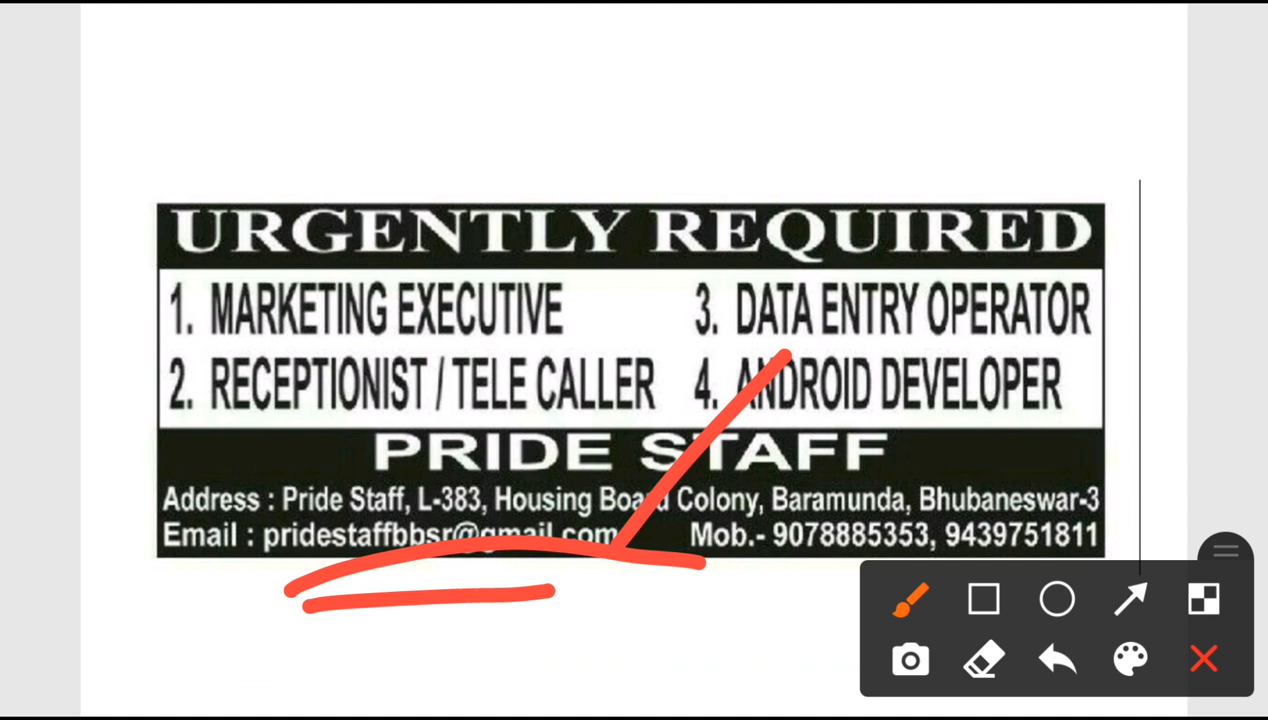 URGENTLY REQUIRED
1. MARKETING EXECUTIVE
2. RECEPTIONIST / TELE CALLER
3. DATA ENTRY OPERATOR
4. ANDROID DEVELOPER
PRIDE STAFF
Address : Pride Staff, L-383, Housing Board Colony, Baramunda, Bhubaneswar-3
Email : pridestaffbbsr@gmail.com Mob.- 9078885353, 9439751811